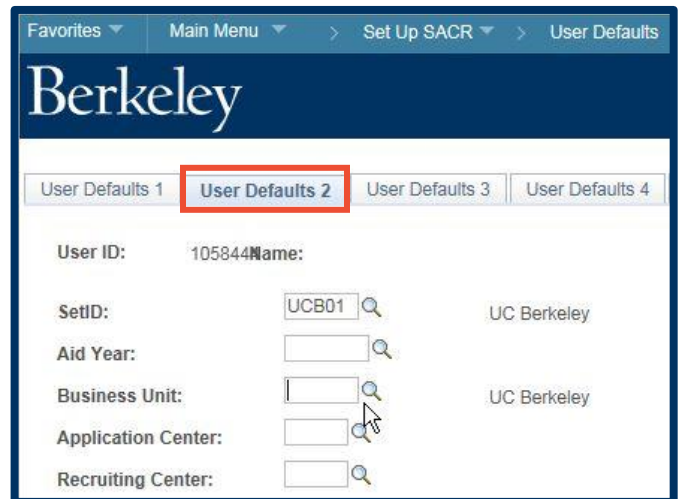 Favorites Main Menu > Set Up SACR > User Defaults
Berkeley
User Defaults 1 User Defaults 2 User Defaults 3 User Defaults 4
User ID: 105844 Name:
SetID: UCB01 UC Berkeley
Aid Year:
Business Unit: UC Berkeley
Application Center:
Recruiting Center: